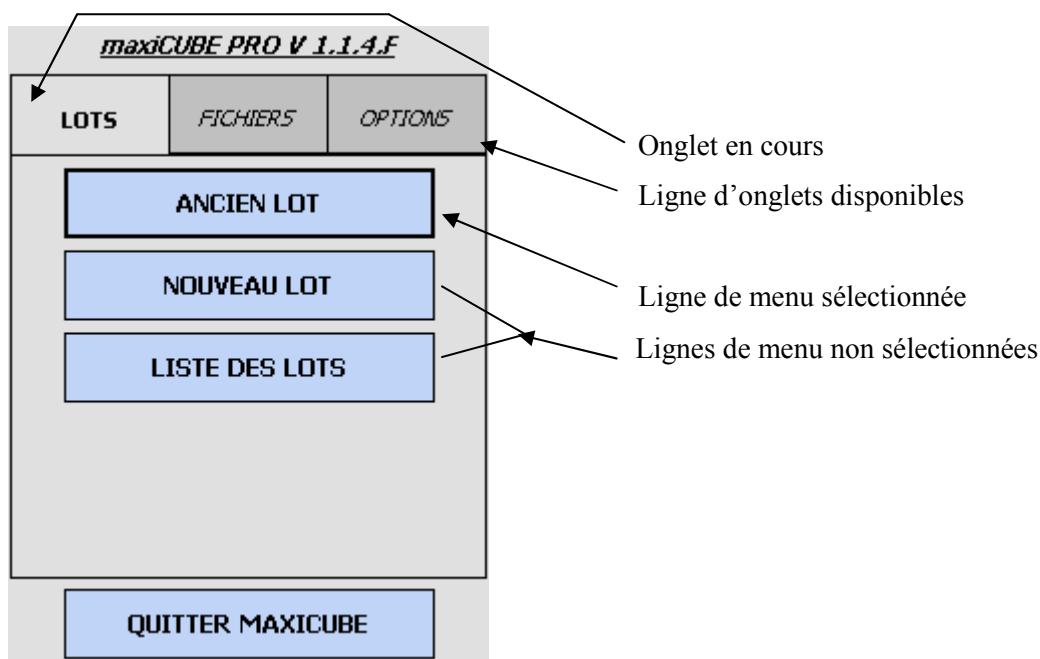 maxiCUBE PRO V 1.1.4.F
LOTS FICHIERS OPTIONS
Onglet en cours
Ligne d’onglets disponibles
ANCIEN LOT
NOUVEAU LOT
Ligne de menu sélectionnée
Lignes de menu non sélectionnées
LISTE DES LOTS
QUITTER MAXICUBE